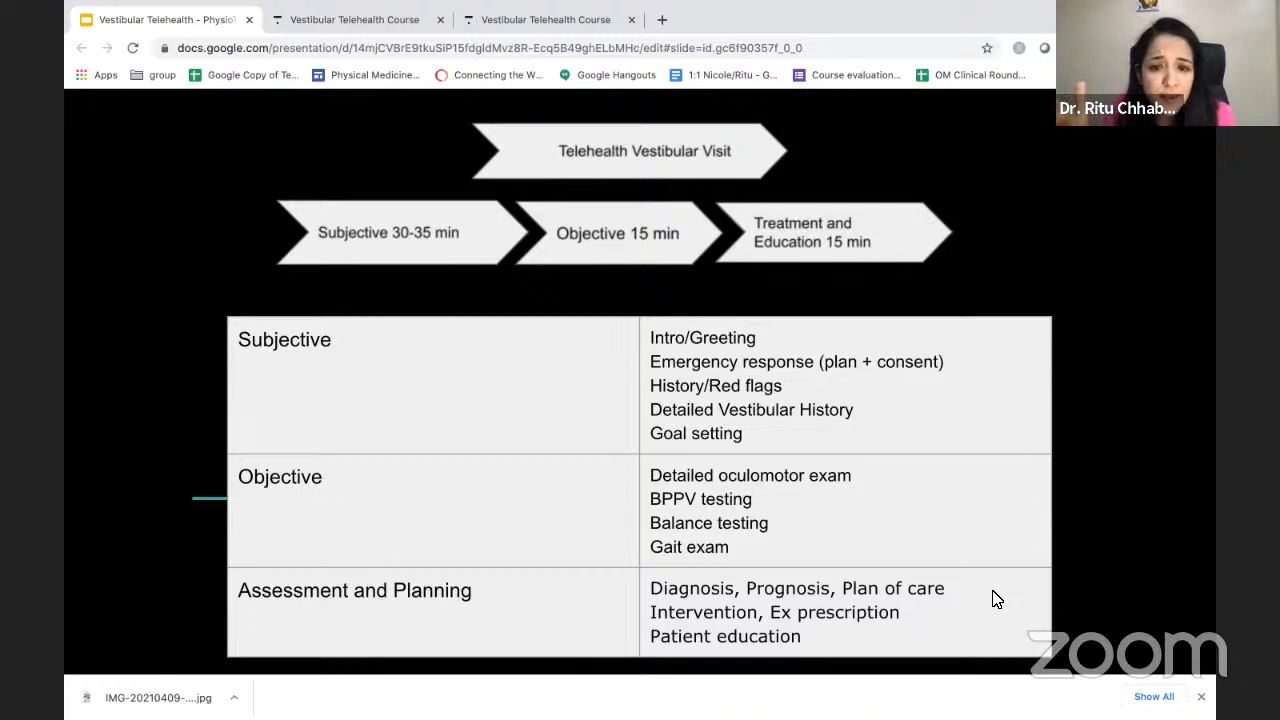 Vestibular Telehealth - Physio
Vestibular Telehealth Course
Vestibular Telehealth Course
docs.google.com/presentation/d/14mjCVBrE9tkuSiP15fdgldMvz8R-Ecq5B49ghELbMHc/edit#slide=id.gc6f90357f_0_0
Apps
group
Google Copy of Te...
Physical Medicine...
Connecting the W...
Google Hangouts
1:1 Nicole/Ritu - G...
Course evaluation...
OM Clinical Round...
Dr. Ritu Chhab...
Telehealth Vestibular Visit
Subjective 30-35 min
Objective 15 min
Treatment and
Education 15 min
Subjective
Intro/Greeting
Emergency response (plan + consent)
History/Red flags
Detailed Vestibular History
Goal setting
Objective
Detailed oculomotor exam
BPPV testing
Balance testing
Gait exam
Assessment and Planning
Diagnosis, Prognosis, Plan of care
Intervention, Ex prescription
Patient education
zoom
IMG-20210409-....jpg
Show All